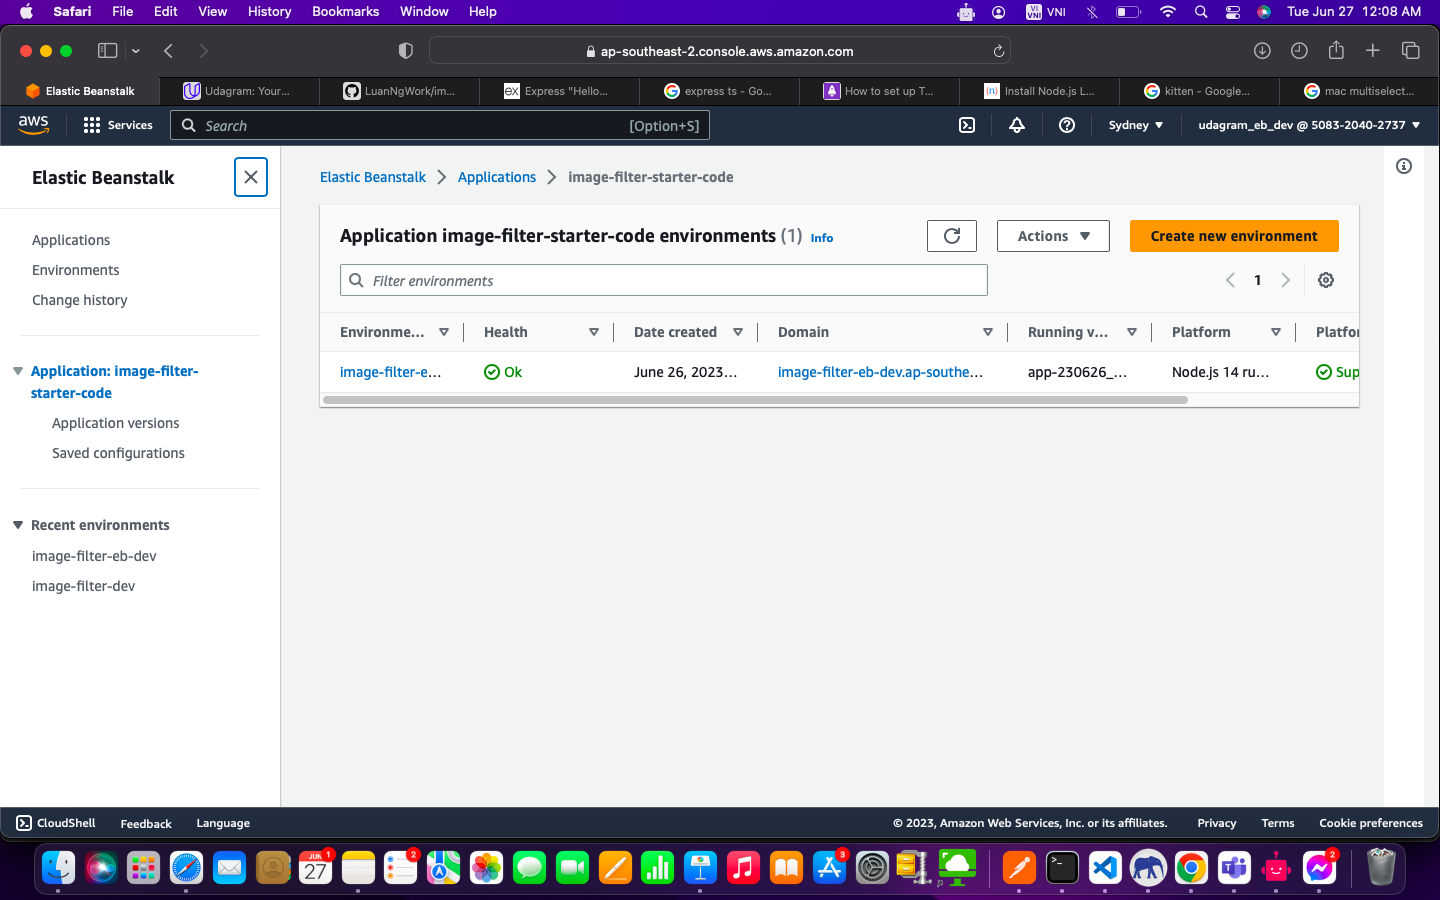 Safari File Edit View History Bookmarks Window Help VI VNI VNI Tue Jun 27 12:08 AM
ap-southeast-2.console.aws.amazon.com
Elastic Beanstalk Udagram: Your... LuanNgWork/im... Express "Hello... express ts - Go... How to set up T... Install Node.js L... kitten - Google... mac multiselect...
aws Services Search [Option+S] Sydney udagram_eb_dev @ 5083-2040-2737
Elastic Beanstalk
Applications
Environments
Change history
Application: image-filter-
starter-code
Application versions
Saved configurations
Recent environments
image-filter-eb-dev
image-filter-dev
Elastic Beanstalk Applications image-filter-starter-code
Application image-filter-starter-code environments (1) Info Actions Create new environment
Filter environments 1
Environme... Health Date created Domain Running v... Platform Platfor
image-filter-e... Ok June 26, 2023... image-filter-eb-dev.ap-southe... app-230626_... Node.js 14 ru... Sup
CloudShell Feedback Language © 2023, Amazon Web Services, Inc. or its affiliates. Privacy Terms Cookie preferences
JUN 27 1 2 3 2